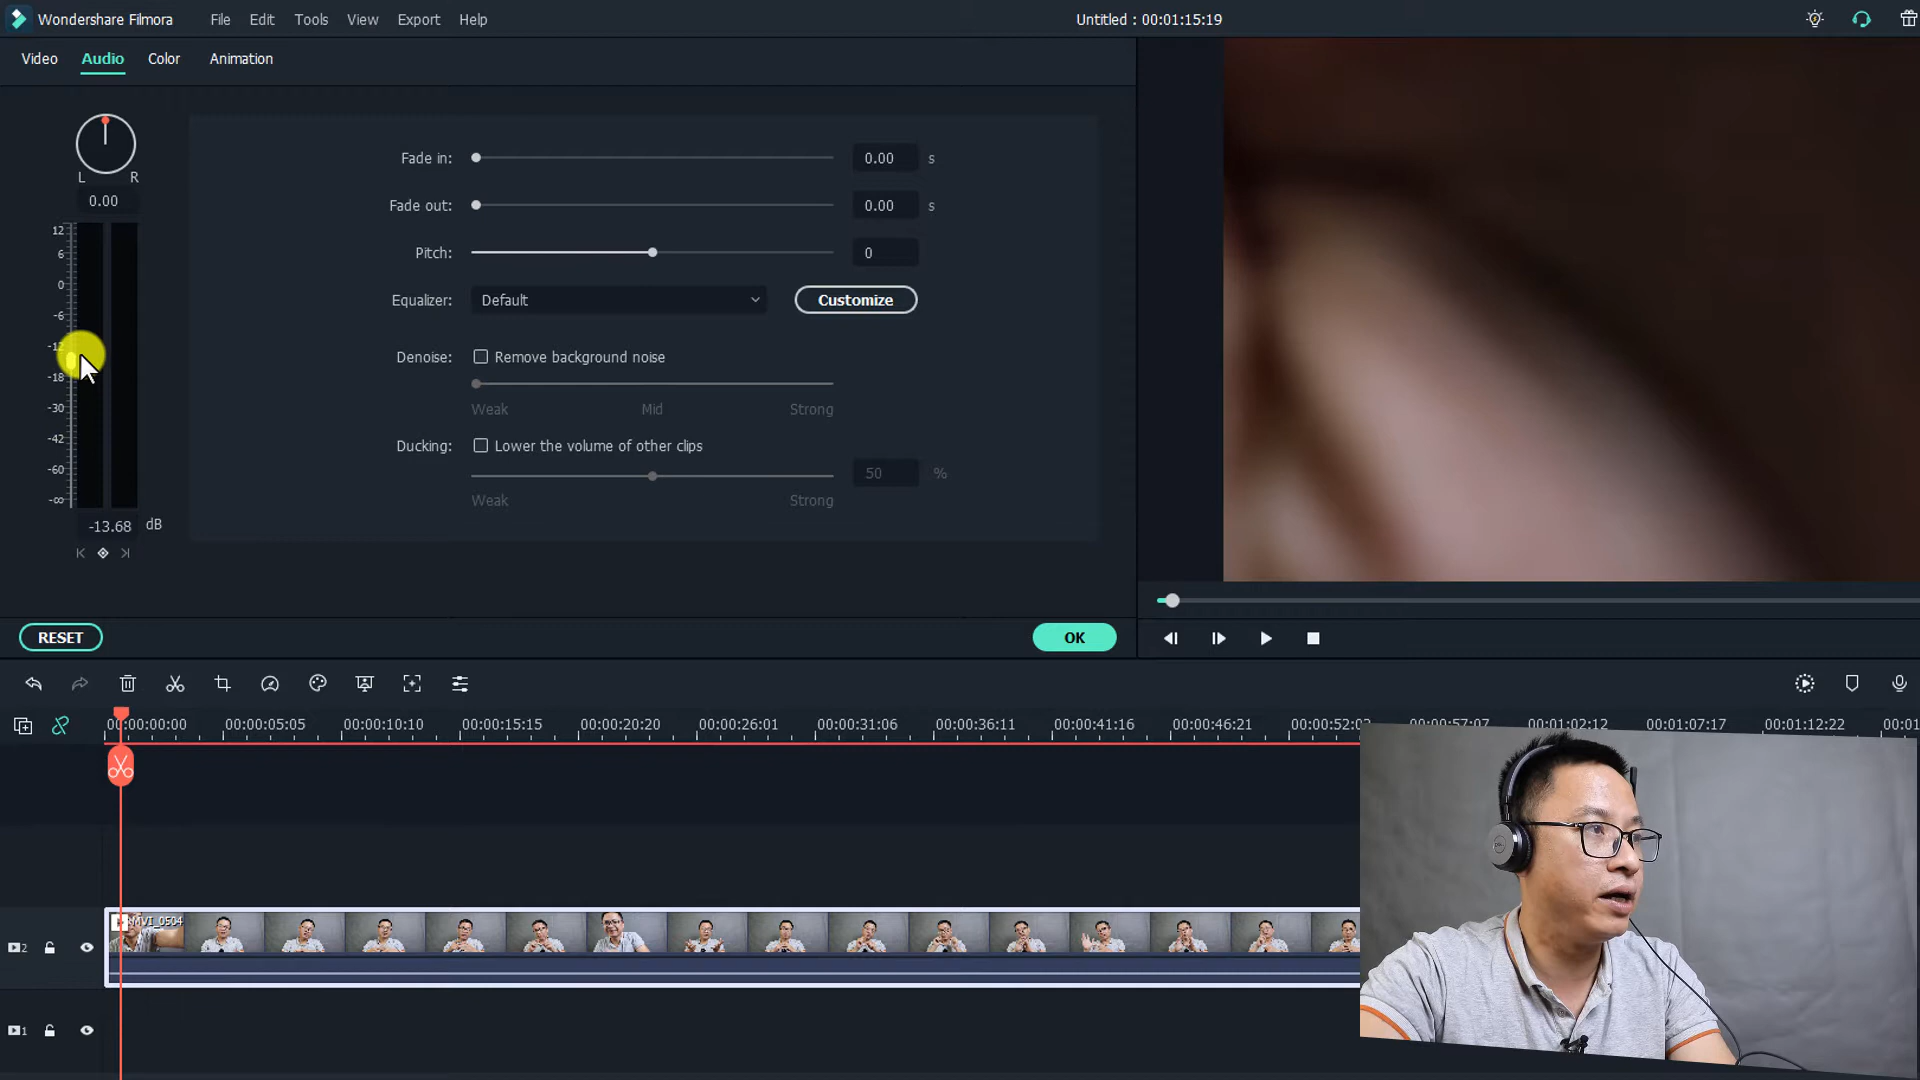 Wondershare Filmora File Edit Tools View Export Help Untitled : 00:01:15:19
Video Audio Color Animation
L R
0.00
12
6
0
-6
-12
-18
-30
-42
-60
-∞
-13.68 dB
Fade in: 0.00 s
Fade out: 0.00 s
Pitch: 0
Equalizer: Default Customize
Denoise: Remove background noise
Weak Mid Strong
Ducking: Lower the volume of other clips
50 %
Weak Strong
RESET OK
00:00:00:00 00:00:05:05 00:00:10:10 00:00:15:15 00:00:20:20 00:00:26:01 00:00:31:06 00:00:36:11 00:00:41:16 00:00:46:21 00:00:52:02 00:00:57:07 00:01:02:12 00:01:07:17 00:01:12:22 00:01
MVI_0504
2
1